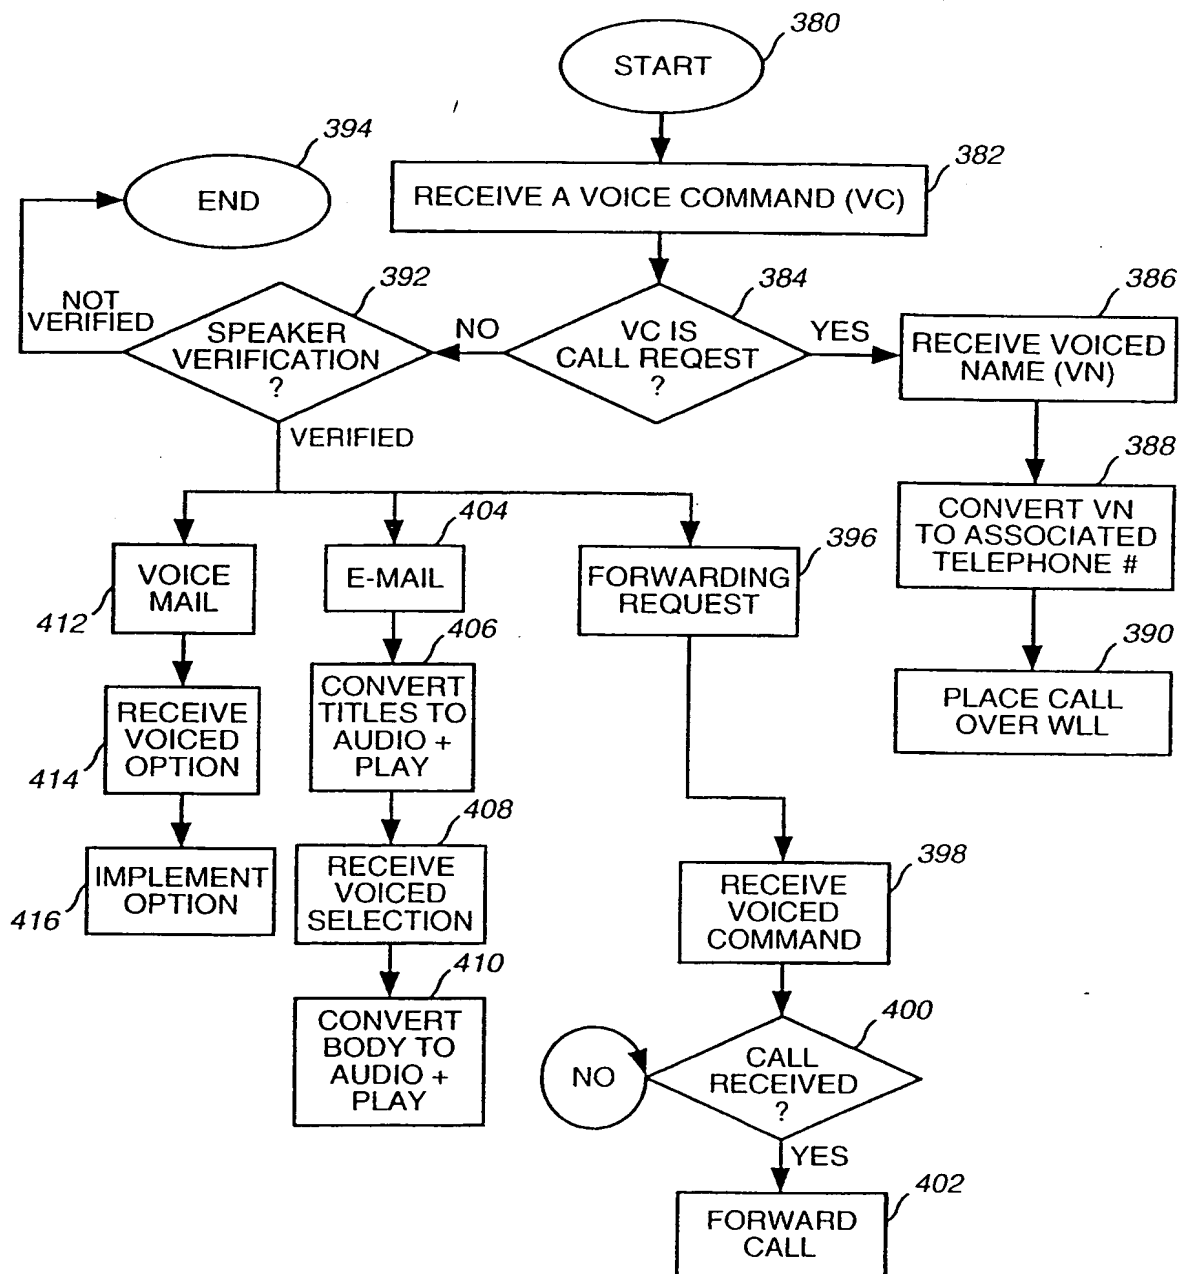 380
START
394
END
382
RECEIVE A VOICE COMMAND (VC)
392
SPEAKER
VERIFICATION
?
NOT
VERIFIED
NO
384
VC IS
CALL REQEST
?
YES
386
RECEIVE VOICED
NAME (VN)
VERIFIED
388
CONVERT VN
TO ASSOCIATED
TELEPHONE #
390
PLACE CALL
OVER WLL
412
VOICE
MAIL
414
RECEIVE
VOICED
OPTION
416
IMPLEMENT
OPTION
404
E-MAIL
406
CONVERT
TITLES TO
AUDIO +
PLAY
408
RECEIVE
VOICED
SELECTION
410
CONVERT
BODY TO
AUDIO +
PLAY
396
FORWARDING
REQUEST
398
RECEIVE
VOICED
COMMAND
400
CALL
RECEIVED
?
NO
YES
402
FORWARD
CALL